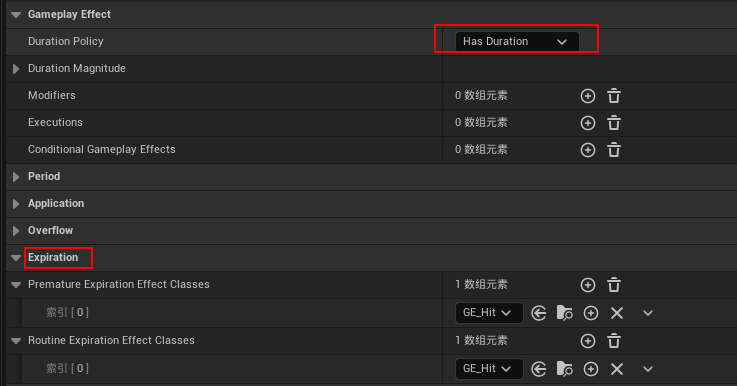 Gameplay Effect
Duration Policy Has Duration
Duration Magnitude
Modifiers 0 数组元素
Executions 0 数组元素
Conditional Gameplay Effects 0 数组元素
Period
Application
Overflow
Expiration
Premature Expiration Effect Classes 1 数组元素
索引 [ 0 ] GE_Hit
Routine Expiration Effect Classes 1 数组元素
索引 [ 0 ] GE_Hit